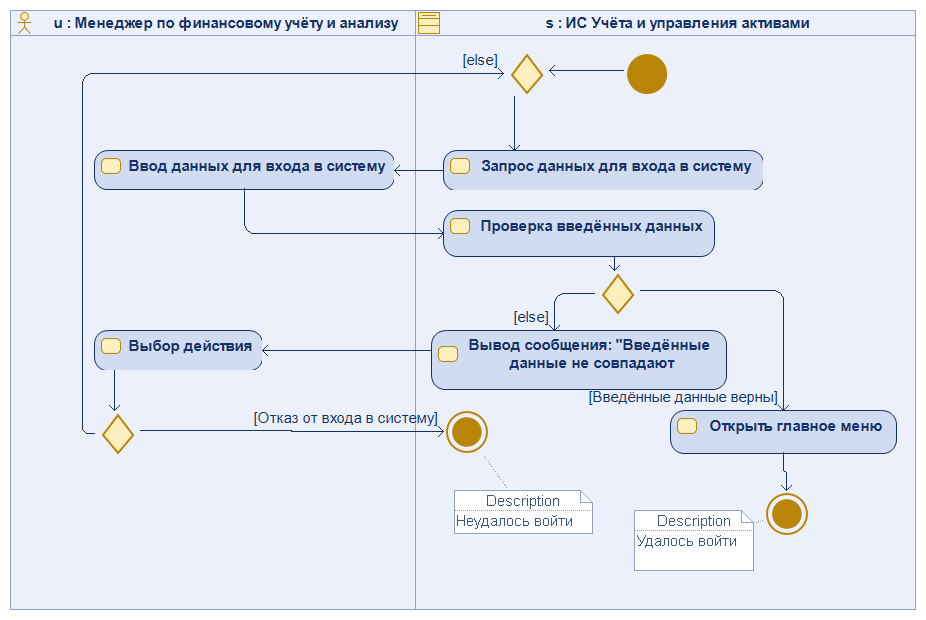 u : Менеджер по финансовому учёту и анализу
s : ИС Учёта и управления активами
[else]
Ввод данных для входа в систему
Запрос данных для входа в систему
Проверка введённых данных
[else]
Выбор действия
Вывод сообщения: "Введённые
данные не совпадают
[Введённые данные верны]
[Отказ от входа в систему]
Открыть главное меню
Description
Неудалось войти
Description
Удалось войти